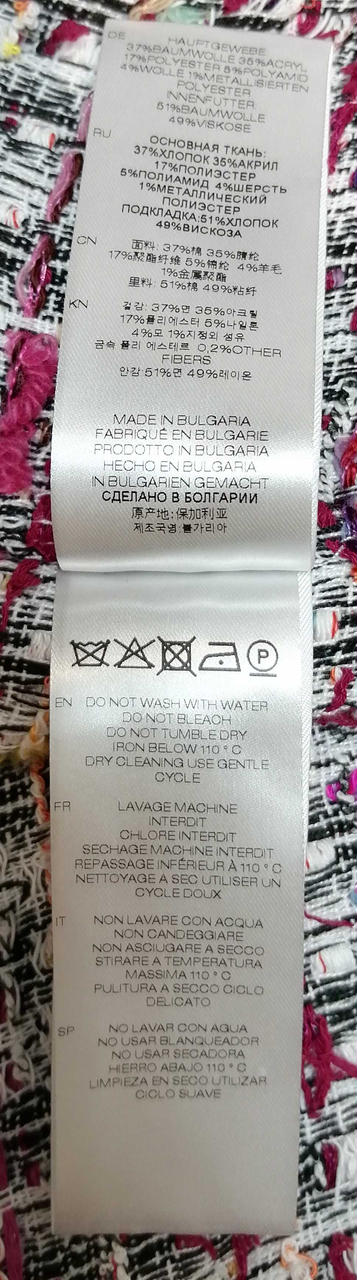 DE HAUPTGEWEBE
37%BAUMWOLLE 35%ACRYL
17%POLYESTER 5%POLYAMID
4%WOLLE 1%METALLISIERTEN
POLYESTER
INNENFUTTER:
51%BAUMWOLLE
49%VISKOSE
RU ОСНОВНАЯ ТКАНЬ:
37%ХЛОПОК 35%АКРИЛ
17%ПОЛИЭСТЕР
5%ПОЛИАМИД 4%ШЕРСТЬ
1%МЕТАЛЛИЧЕСКИЙ
ПОЛИЭСТЕР
ПОДКЛАДКА:51%ХЛОПОК
49%ВИСКОЗА
CN 面料: 37%棉 35%腈纶
17%聚酯纤维 5%锦纶 4%羊毛
1%金属聚酯
里料: 51%棉 49%粘纤
KN 겉감: 37%면 35%아크릴
17%폴리에스터 5%나일론
4%모 1%지정외 섬유
금속 폴리 에스테르 0,2%OTHER
FIBERS
안감:51%면 49%레이온
MADE IN BULGARIA
FABRIQUÉ EN BULGARIE
PRODOTTO IN BULGARIA
HECHO EN BULGARIA
IN BULGARIEN GEMACHT
СДЕЛАНО В БОЛГАРИИ
原产地:保加利亚
제조국명:불가리아
P
EN DO NOT WASH WITH WATER
DO NOT BLEACH
DO NOT TUMBLE DRY
IRON BELOW 110 ° C
DRY CLEANING USE GENTLE
CYCLE
FR LAVAGE MACHINE
INTERDIT
CHLORE INTERDIT
SECHAGE MACHINE INTERDIT
REPASSAGE INFÉRIEUR À 110 ° C
NETTOYAGE A SEC UTILISER UN
CYCLE DOUX
IT NON LAVARE CON ACQUA
NON CANDEGGIARE
NON ASCIUGARE A SECCO
STIRARE A TEMPERATURA
MASSIMA 110 ° C
PULITURA A SECCO CICLO
DELICATO
SP NO LAVAR CON AGUA
NO USAR BLANQUEADOR
NO USAR SECADORA
HIERRO ABAJO 110 ° C
LIMPIEZA EN SECO UTILIZAR
CICLO SUAVE